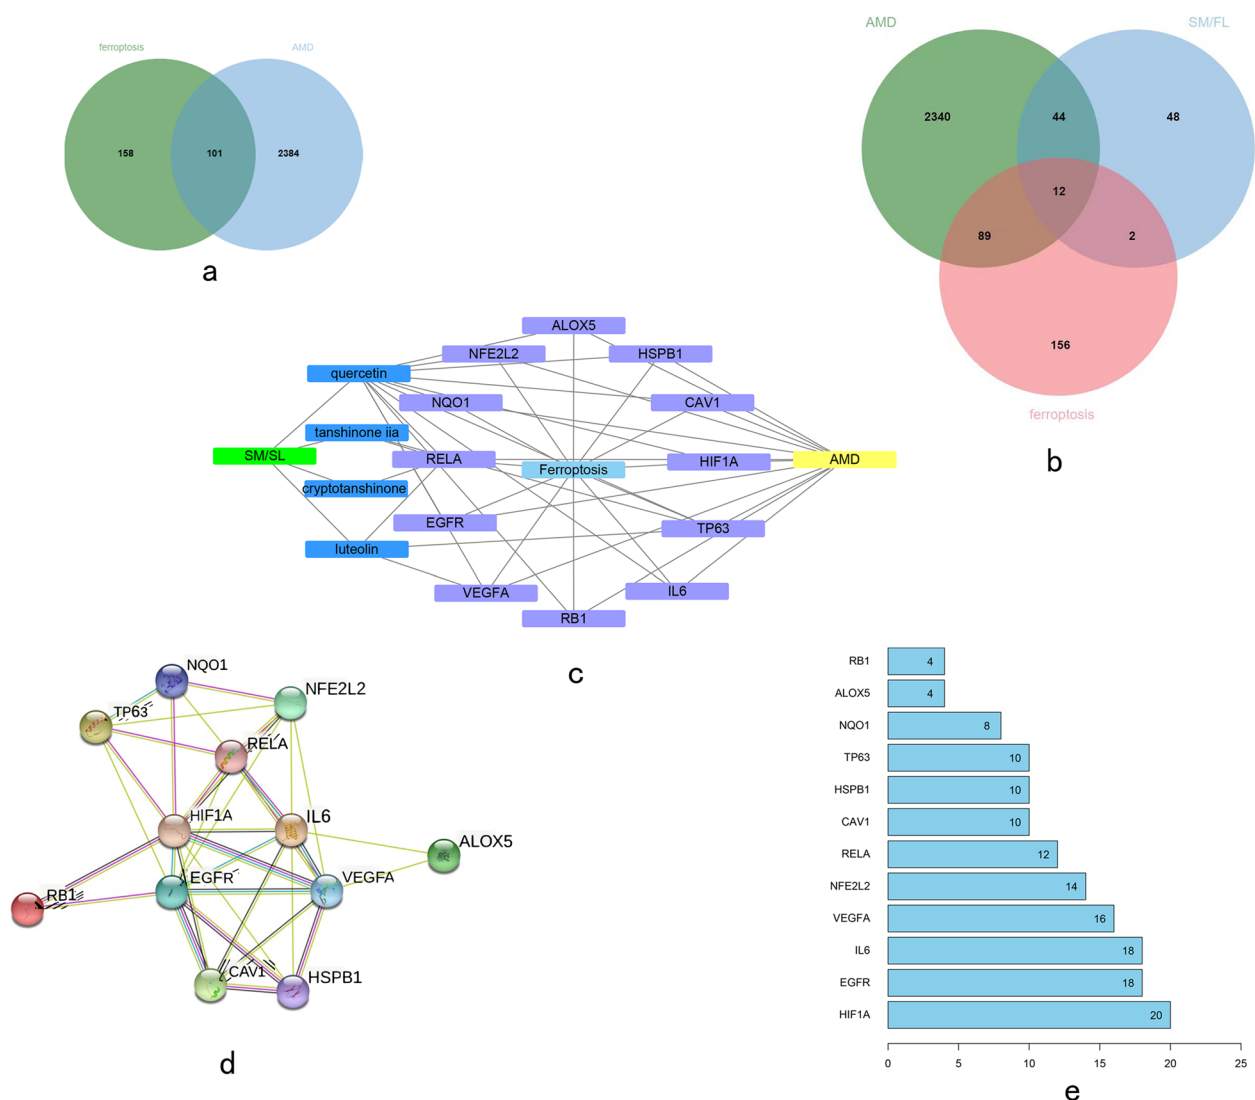 ferroptosis
AMD
158
101
2384
a
AMD
SM/FL
2340
44
48
12
89
2
156
ferroptosis
b
ALOX5
NFE2L2
HSPB1
quercetin
NQO1
CAV1
tanshinone iia
SM/SL
RELA
HIF1A
AMD
Ferroptosis
cryptotanshinone
EGFR
TP63
luteolin
VEGFA
IL6
RB1
c
NQO1
NFE2L2
TP63
RELA
HIF1A
IL6
ALOX5
EGFR
VEGFA
RB1
CAV1
HSPB1
d
RB1 4
ALOX5 4
NQO1 8
TP63 10
HSPB1 10
CAV1 10
RELA 12
NFE2L2 14
VEGFA 16
IL6 18
EGFR 18
HIF1A 20
0 5 10 15 20 25
e